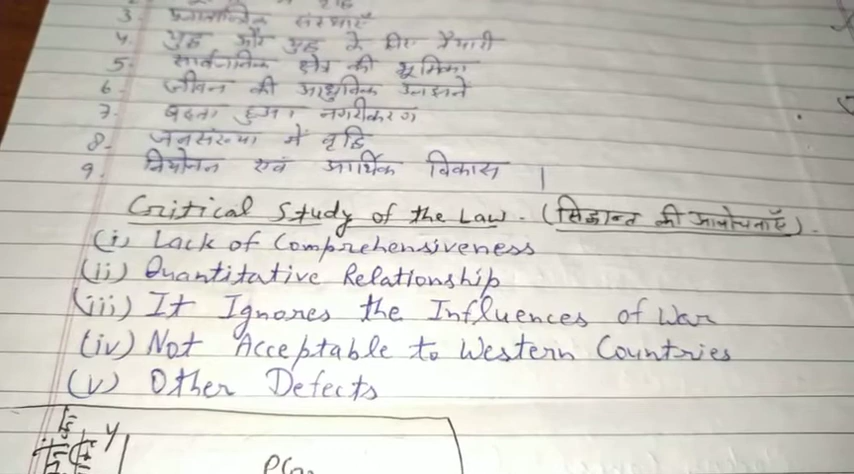 3. प्रजातान्त्रिक संस्थाएँ
4. युद्ध और युद्ध के लिए तैयारी
5. सार्वजनिक क्षेत्र की भूमिका
6. जीवन की आधुनिक उलझनें
7. बढ़ता हुआ नगरीकरण
8. जनसंख्या में वृद्धि
9. नियोजन एवं आर्थिक विकास |
Critical Study of the Law. (सिद्धान्त की आलोचनाएँ).
(i) Lack of Comprehensiveness
(ii) Quantitative Relationship
(iii) It Ignores the Influences of War
(iv) Not Acceptable to Western Countries
(v) Other Defects
Y